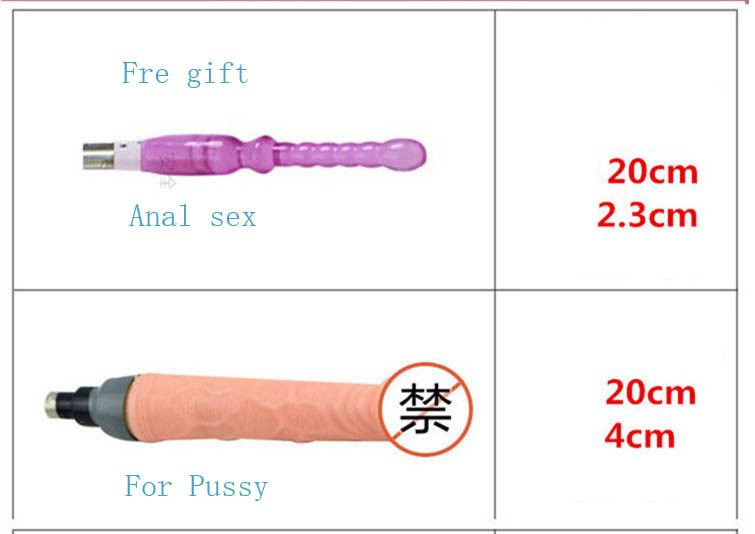 Fre gift
20cm
2.3cm
Anal sex
禁
20cm
4cm
For Pussy